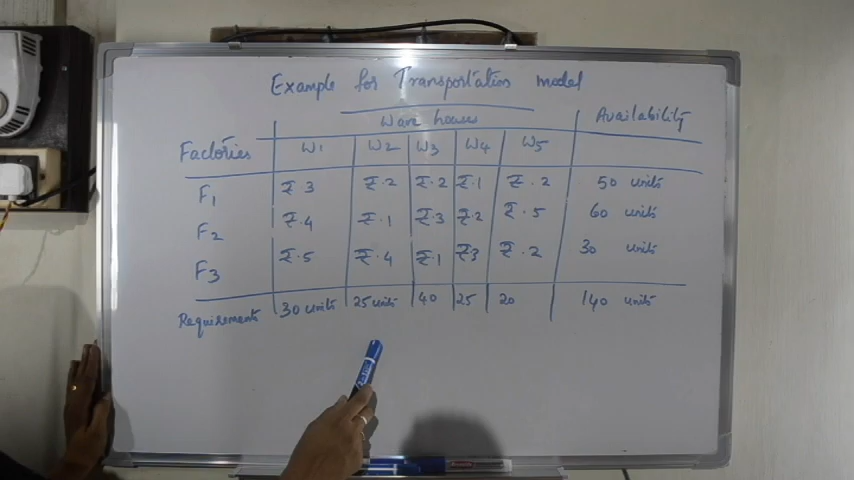 Example for Transportation model
Ware houses
Availability
Factories W1 W2 W3 W4 W5
F1 ₹3 ₹.2 ₹.2 ₹.1 ₹.2 50 units
F2 ₹.4 ₹.1 ₹3 ₹2 ₹.5 60 units
F3 ₹.5 ₹.4 ₹1 ₹3 ₹.2 30 units
Requirements 30 units 25 units 40 25 20 140 units